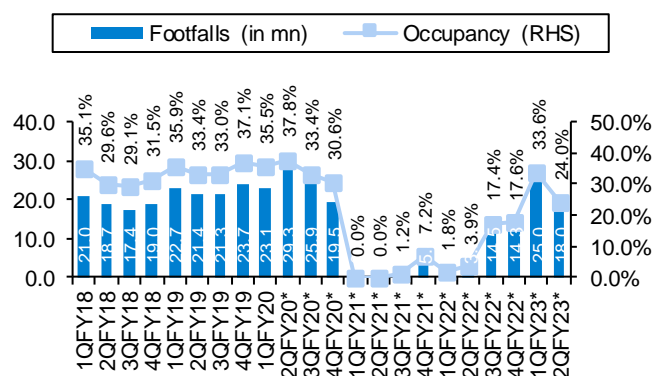 Footfalls (in mn) Occupancy (RHS)
35.1% 29.6% 29.1% 31.5% 35.9% 33.4% 33.0% 37.1% 35.5% 37.8% 33.4% 30.6% 0.0% 0.0% 1.2% 7.2% 1.8% 3.9% 17.4% 17.6% 33.6% 24.0%
40.0 50.0%
30.0 40.0%
20.0 30.0%
10.0 20.0%
0.0 10.0%
0.0%
21.0 18.7 17.4 19.0 22.7 21.4 21.3 23.7 23.1 29.3 25.9 19.5 14.3 25.0 18.0
1QFY18 2QFY18 3QFY18 4QFY18 1QFY19 2QFY19 3QFY19 4QFY19 1QFY20 2QFY20* 3QFY20* 4QFY20* 1QFY21* 2QFY21* 3QFY21* 4QFY21* 1QFY22* 2QFY22* 3QFY22* 4QFY22* 1QFY23* 2QFY23*